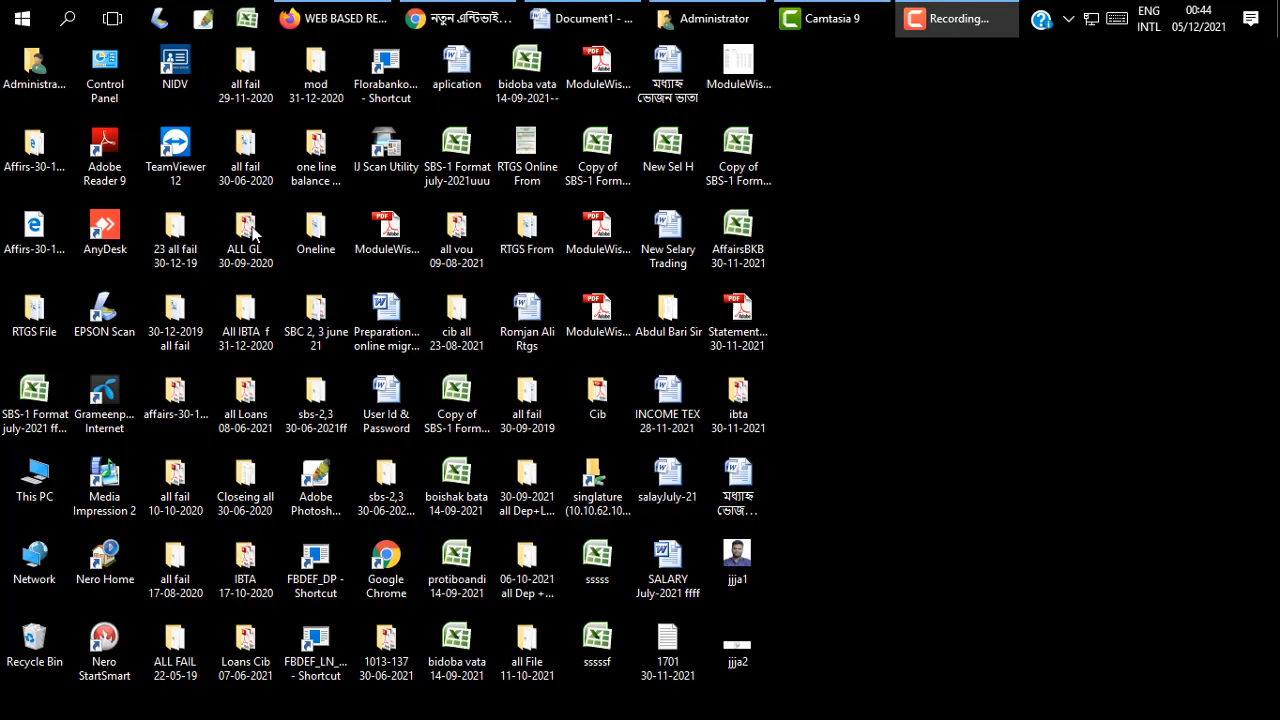 WEB BASED RE...
নতুন এন্টিভাই...
Document1 - ...
Administrator
Camtasia 9
Recording...
ENG
INTL
00:44
05/12/2021
Administra...
Control
Panel
NIDV
all fail
29-11-2020
mod
31-12-2020
Florabanko...
- Shortcut
aplication
bidoba vata
14-09-2021--
ModuleWis...
মধ্যাহ্ন
ভোজন ভাতা
ModuleWis...
Affirs-30-1...
Adobe
Reader 9
TeamViewer
12
all fail
30-06-2020
one line
balance ...
IJ Scan Utility
SBS-1 Format
july-2021uuu
RTGS Online
From
Copy of
SBS-1 Form...
New Sel H
Copy of
SBS-1 Form...
Affirs-30-1...
AnyDesk
23 all fail
30-12-19
ALL GL
30-09-2020
Oneline
ModuleWis...
all vou
09-08-2021
RTGS From
ModuleWis...
New Selary
Trading
AffairsBKB
30-11-2021
RTGS File
EPSON Scan
30-12-2019
all fail
All IBTA f
31-12-2020
SBC 2, 3 june
21
Preparation...
online migr...
cib all
23-08-2021
Romjan Ali
Rtgs
ModuleWis...
Abdul Bari Sir
Statement...
30-11-2021
SBS-1 Format
july-2021 ff...
Grameenp...
Internet
affairs-30-1...
all Loans
08-06-2021
sbs-2,3
30-06-2021ff
User Id &
Password
Copy of
SBS-1 Form...
all fail
30-09-2019
Cib
INCOME TEX
28-11-2021
ibta
30-11-2021
This PC
Media
Impression 2
all fail
10-10-2020
Closeing all
30-06-2020
Adobe
Photosh...
sbs-2,3
30-06-202...
boishak bata
14-09-2021
30-09-2021
all Dep+L...
singlature
(10.10.62.10...
salayJuly-21
মধ্যাহ্ন
ভোজ...
Network
Nero Home
all fail
17-08-2020
IBTA
17-10-2020
FBDEF_DP -
Shortcut
Google
Chrome
protiboandi
14-09-2021
06-10-2021
all Dep +...
sssss
SALARY
July-2021 ffff
jjja1
Recycle Bin
Nero
StartSmart
ALL FAIL
22-05-19
Loans Cib
07-06-2021
FBDEF_LN_...
- Shortcut
1013-137
30-06-2021
bidoba vata
14-09-2021
all File
11-10-2021
sssssf
1701
30-11-2021
jjja2